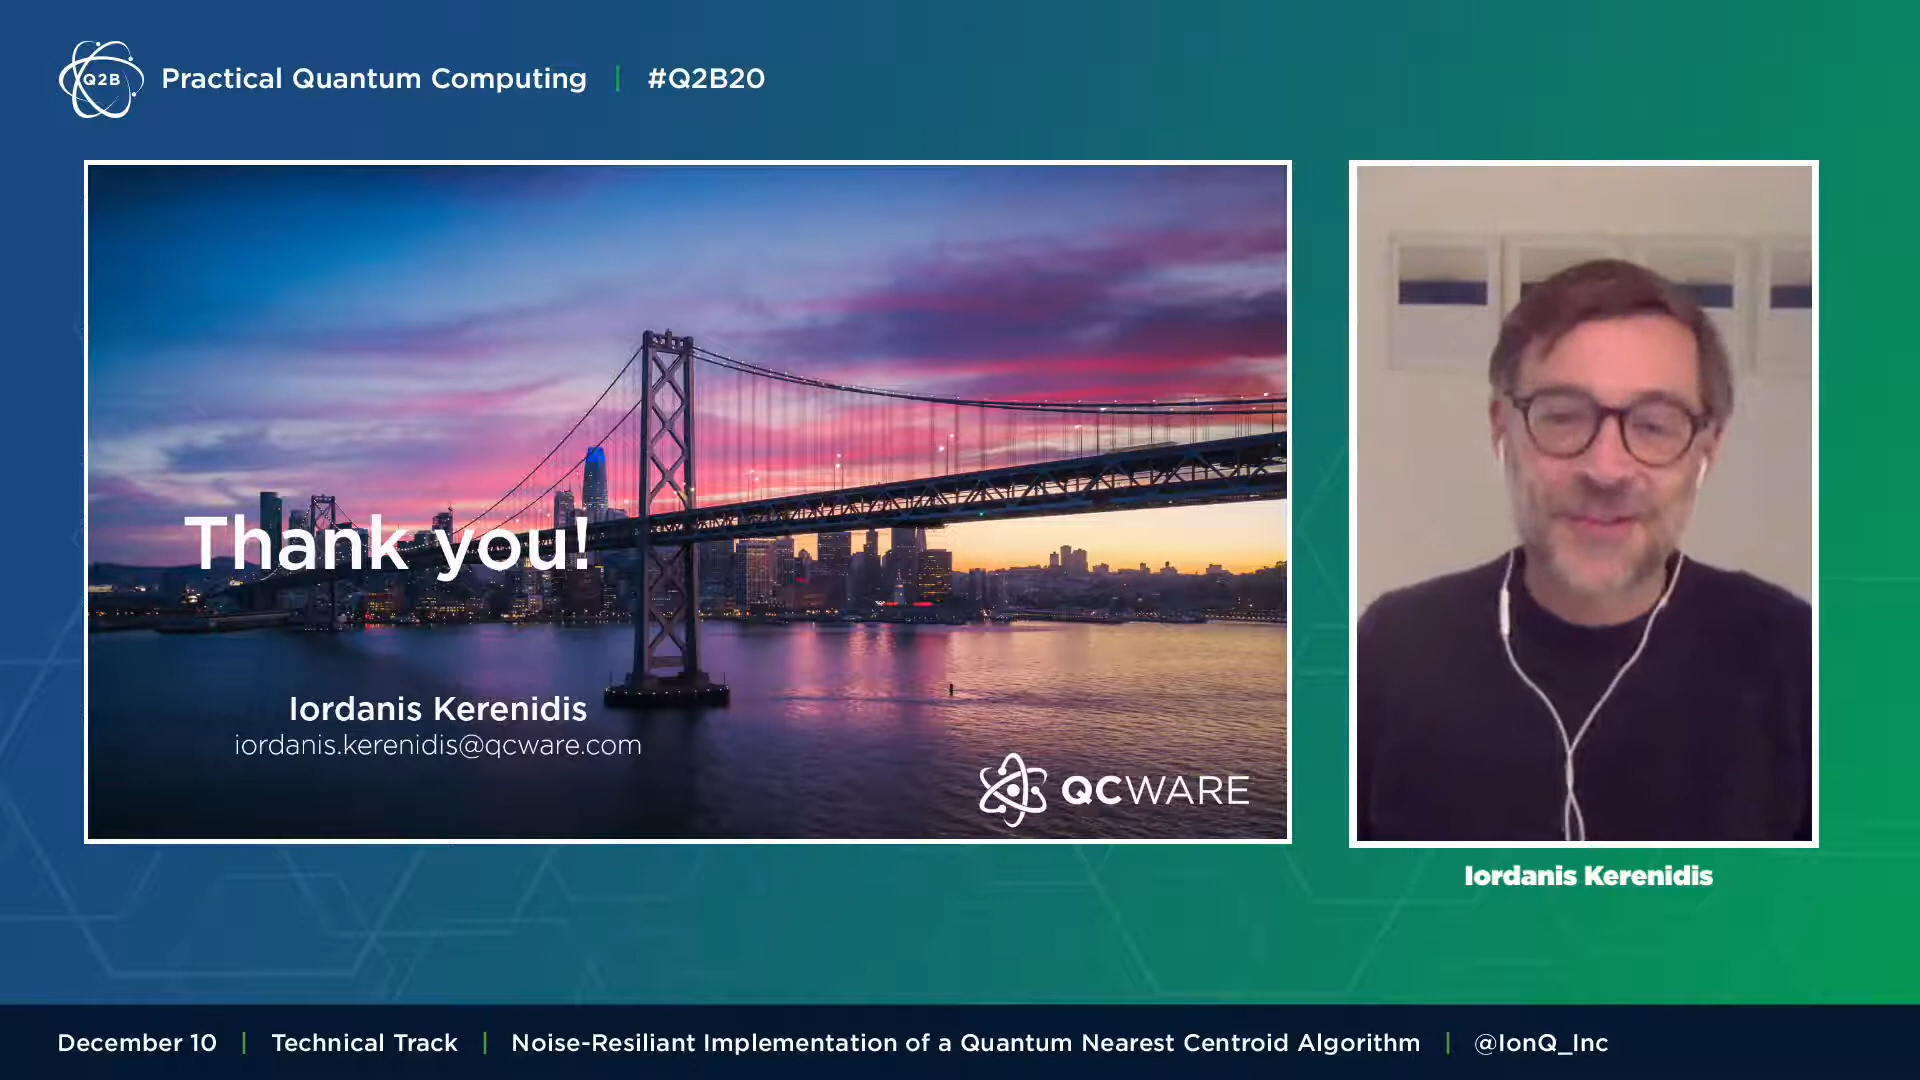 Q2B
Practical Quantum Computing | #Q2B20
Thank you!
Iordanis Kerenidis
iordanis.kerenidis@qcware.com
QCWARE
Iordanis Kerenidis
December 10 | Technical Track | Noise-Resiliant Implementation of a Quantum Nearest Centroid Algorithm | @IonQ_Inc